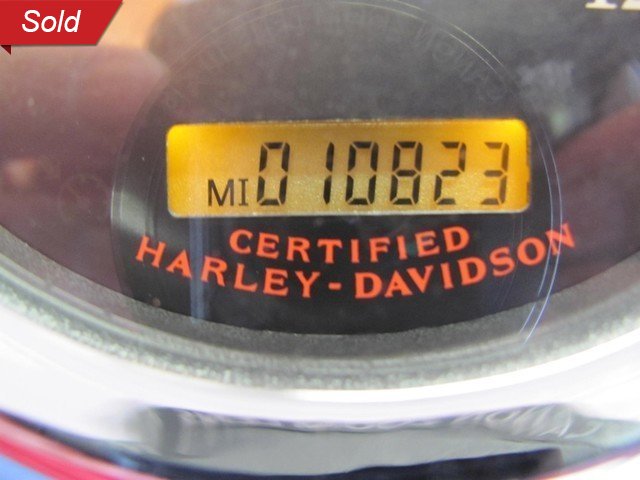 Sold
MI 010823
CERTIFIED
HARLEY-DAVIDSON